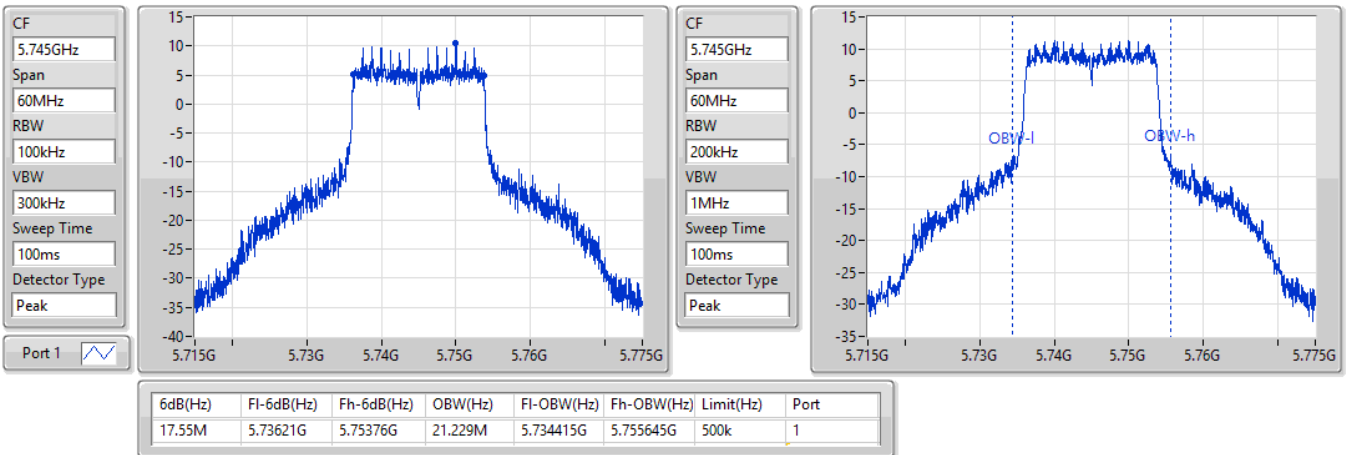 CF
5.745GHz
Span
60MHz
RBW
100kHz
VBW
300kHz
Sweep Time
100ms
Detector Type
Peak
Port 1
15
10
5
0
-5
-10
-15
-20
-25
-30
-35
-40
5.715G 5.73G 5.74G 5.75G 5.76G 5.775G
CF
5.745GHz
Span
60MHz
RBW
200kHz
VBW
1MHz
Sweep Time
100ms
Detector Type
Peak
15
10
5
0
-5
-10
-15
-20
-25
-30
-35
OBW-l OBW-h
5.715G 5.73G 5.74G 5.75G 5.76G 5.775G
6dB(Hz) Fl-6dB(Hz) Fh-6dB(Hz) OBW(Hz) Fl-OBW(Hz) Fh-OBW(Hz) Limit(Hz) Port
17.55M 5.73621G 5.75376G 21.229M 5.734415G 5.755645G 500k 1